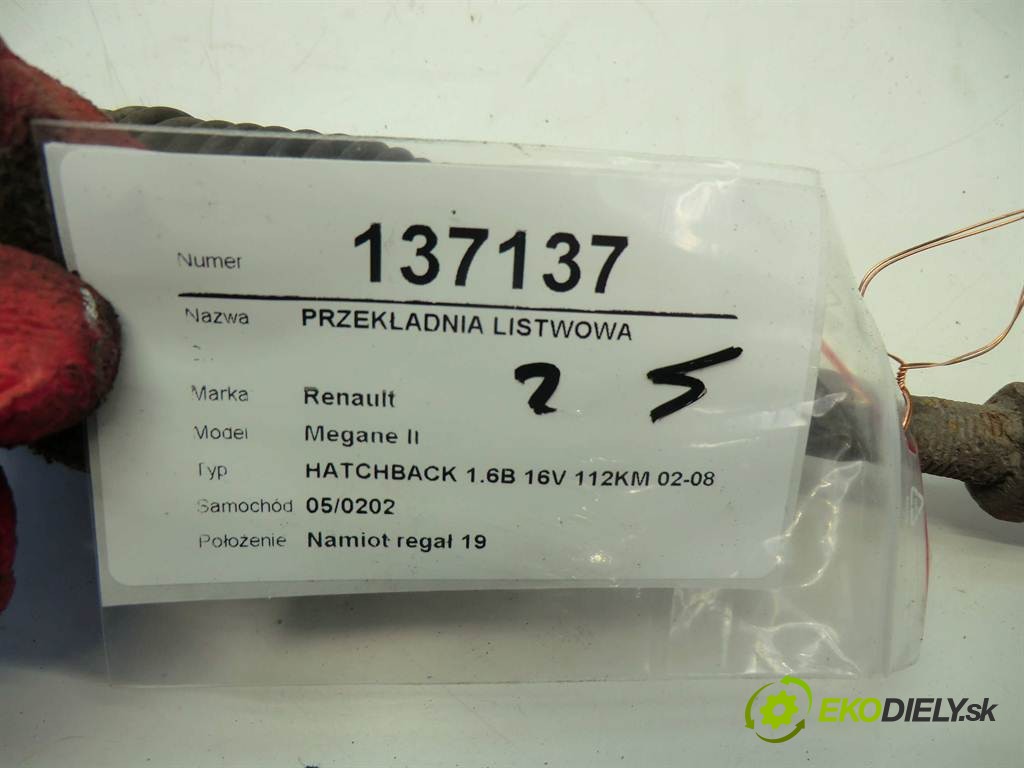 Numer 137137
Nazwa PRZEKŁADNIA LISTWOWA
2 5
Marka Renault
Model Megane II
Typ HATCHBACK 1.6B 16V 112KM 02-08
Samochód 05/0202
Położenie Namiot regał 19
EKODIELY.sk